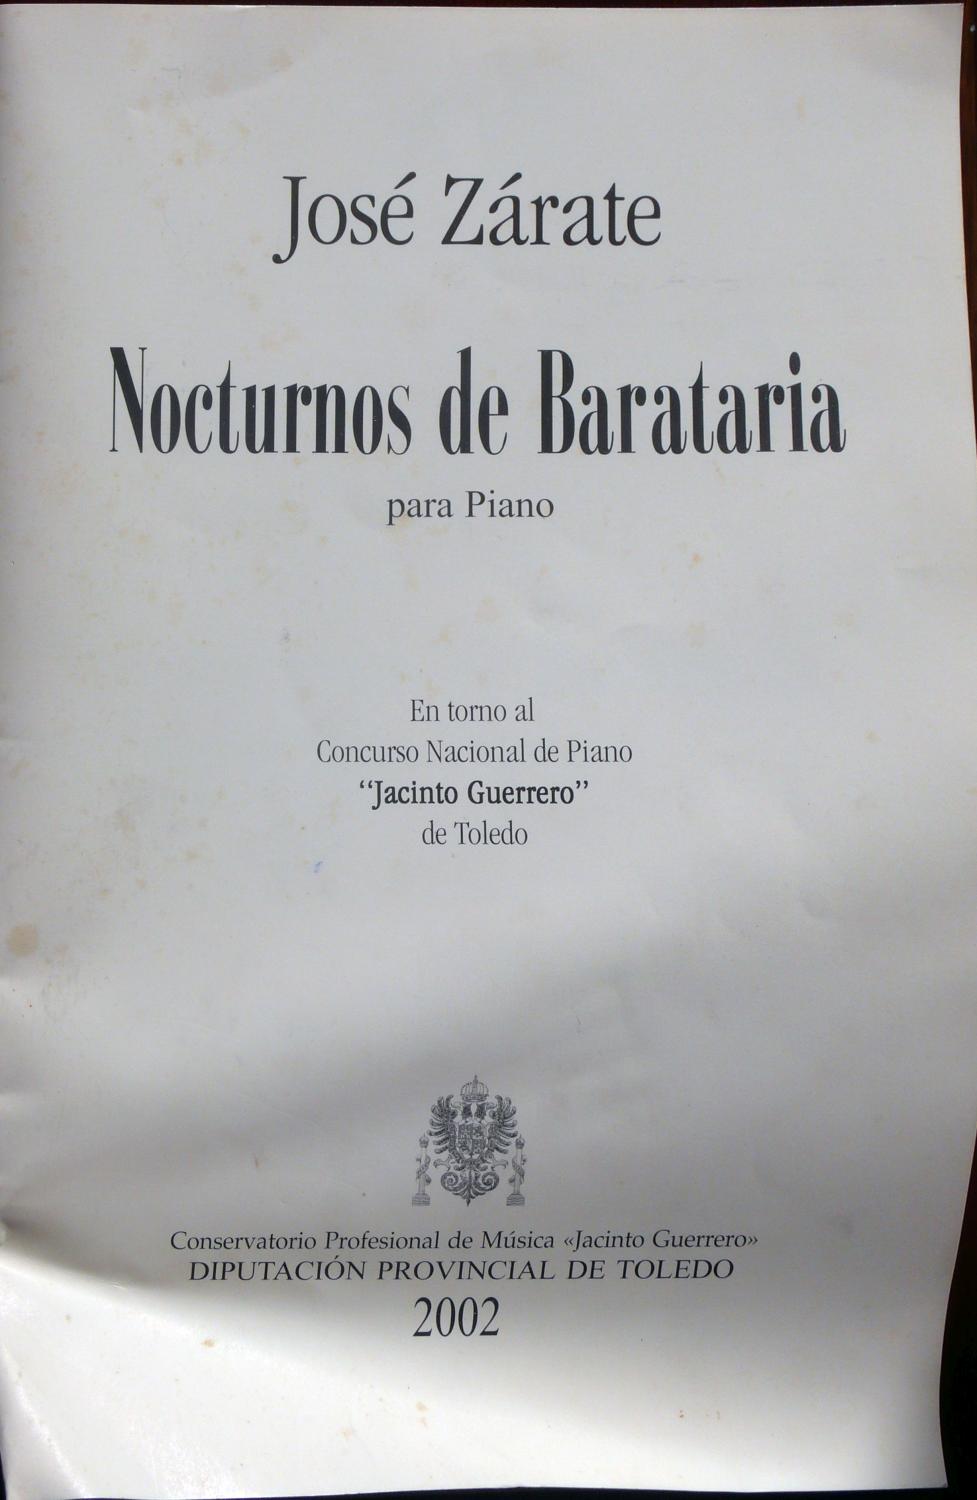 José Zárate
Nocturnos de Barataria
para Piano
En torno al
Concurso Nacional de Piano
“Jacinto Guerrero”
de Toledo
Conservatorio Profesional de Música «Jacinto Guerrero»
DIPUTACIÓN PROVINCIAL DE TOLEDO
2002